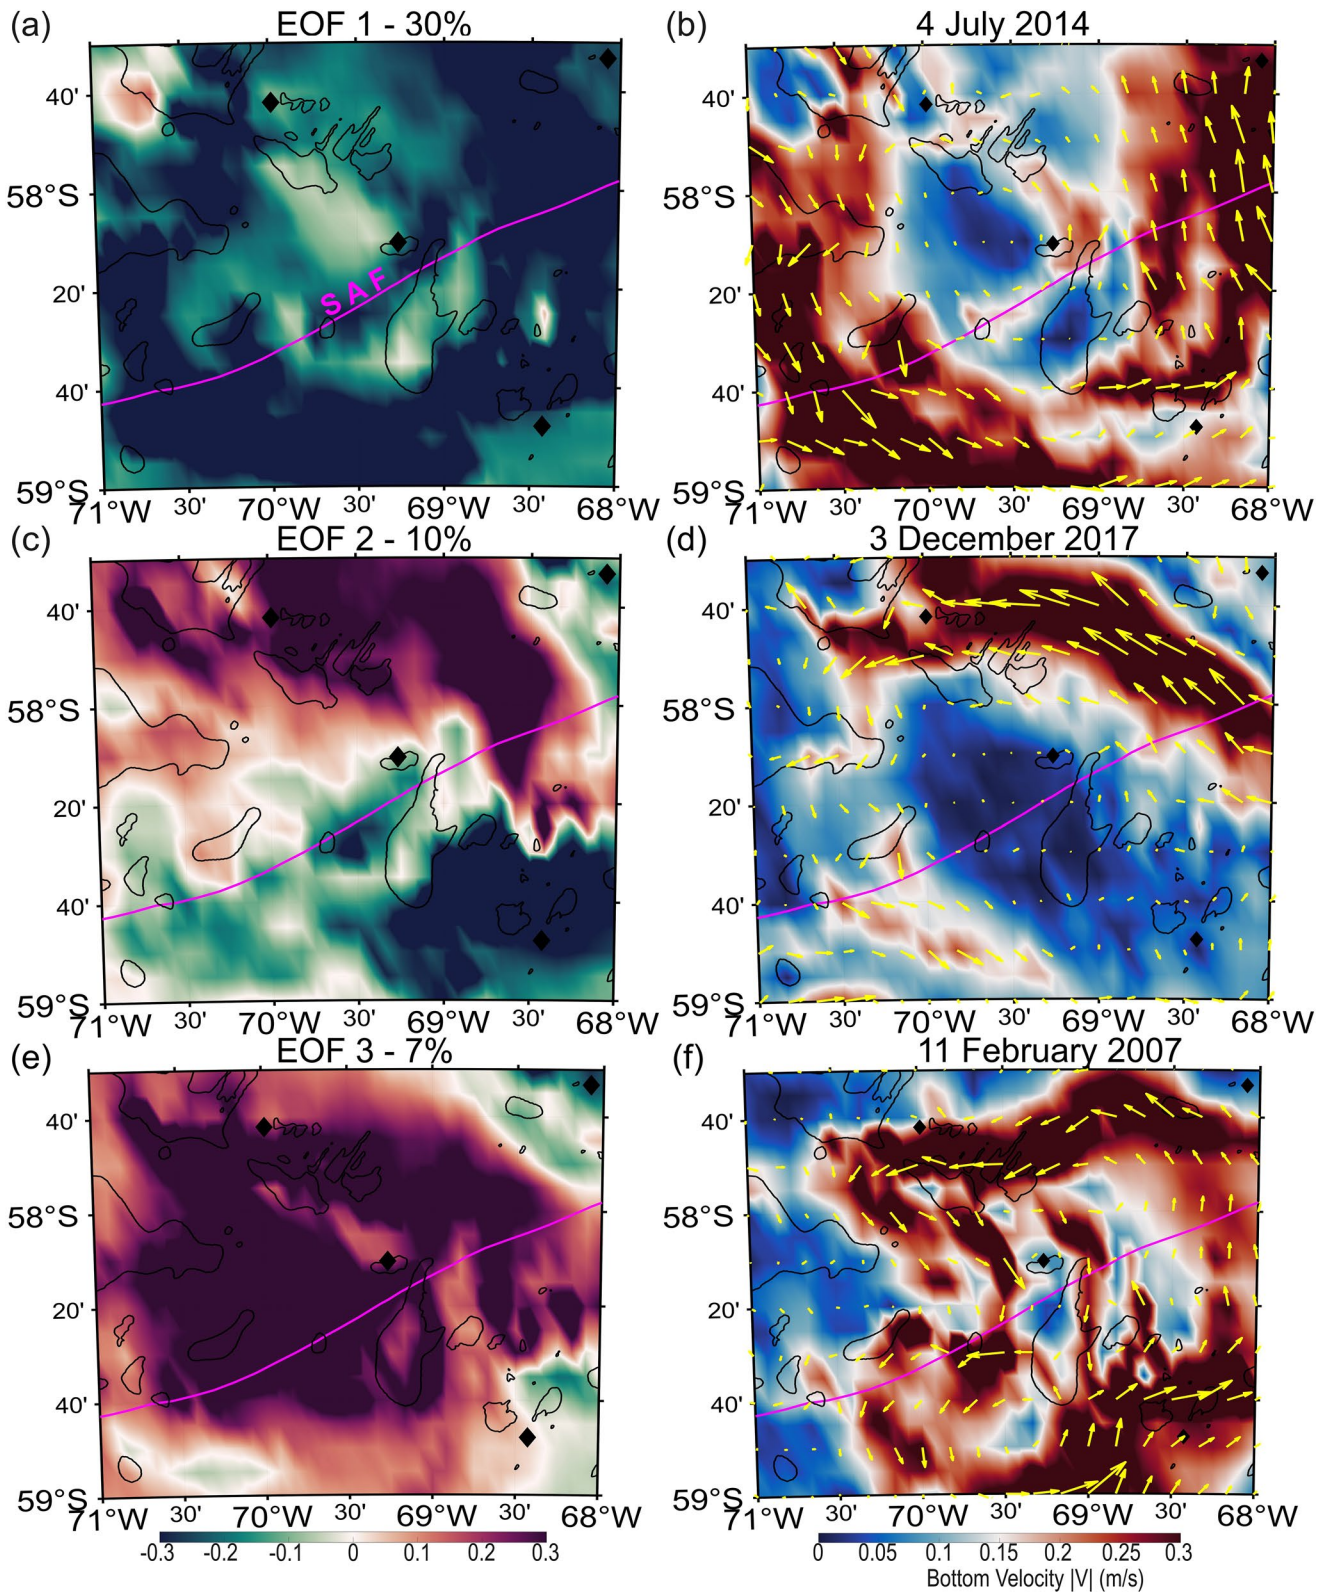 (a) EOF 1 - 30%
(b) 4 July 2014
40'
58°S
20'
40'
59°S
SAF
71°W 30' 70°W 30' 69°W 30' 68°W
40'
58°S
20'
40'
59°S
71°W 30' 70°W 30' 69°W 30' 68°W
(c) EOF 2 - 10%
(d) 3 December 2017
40'
58°S
20'
40'
59°S
71°W 30' 70°W 30' 69°W 30' 68°W
40'
58°S
20'
40'
59°S
71°W 30' 70°W 30' 69°W 30' 68°W
(e) EOF 3 - 7%
(f) 11 February 2007
40'
58°S
20'
40'
59°S
71°W 30' 70°W 30' 69°W 30' 68°W
40'
58°S
20'
40'
59°S
71°W 30' 70°W 30' 69°W 30' 68°W
-0.3 -0.2 -0.1 0 0.1 0.2 0.3
0 0.05 0.1 0.15 0.2 0.25 0.3
Bottom Velocity |V| (m/s)